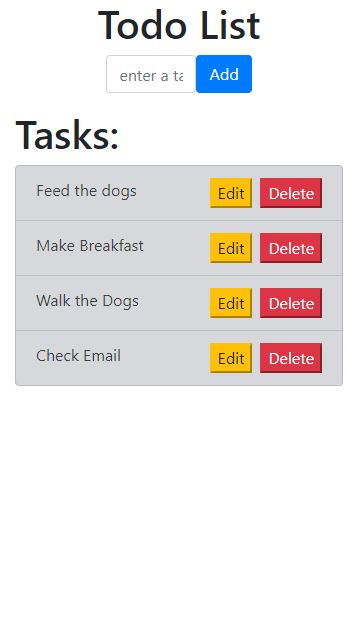 Todo List
enter a ta Add
Tasks:
Feed the dogs Edit Delete
Make Breakfast Edit Delete
Walk the Dogs Edit Delete
Check Email Edit Delete